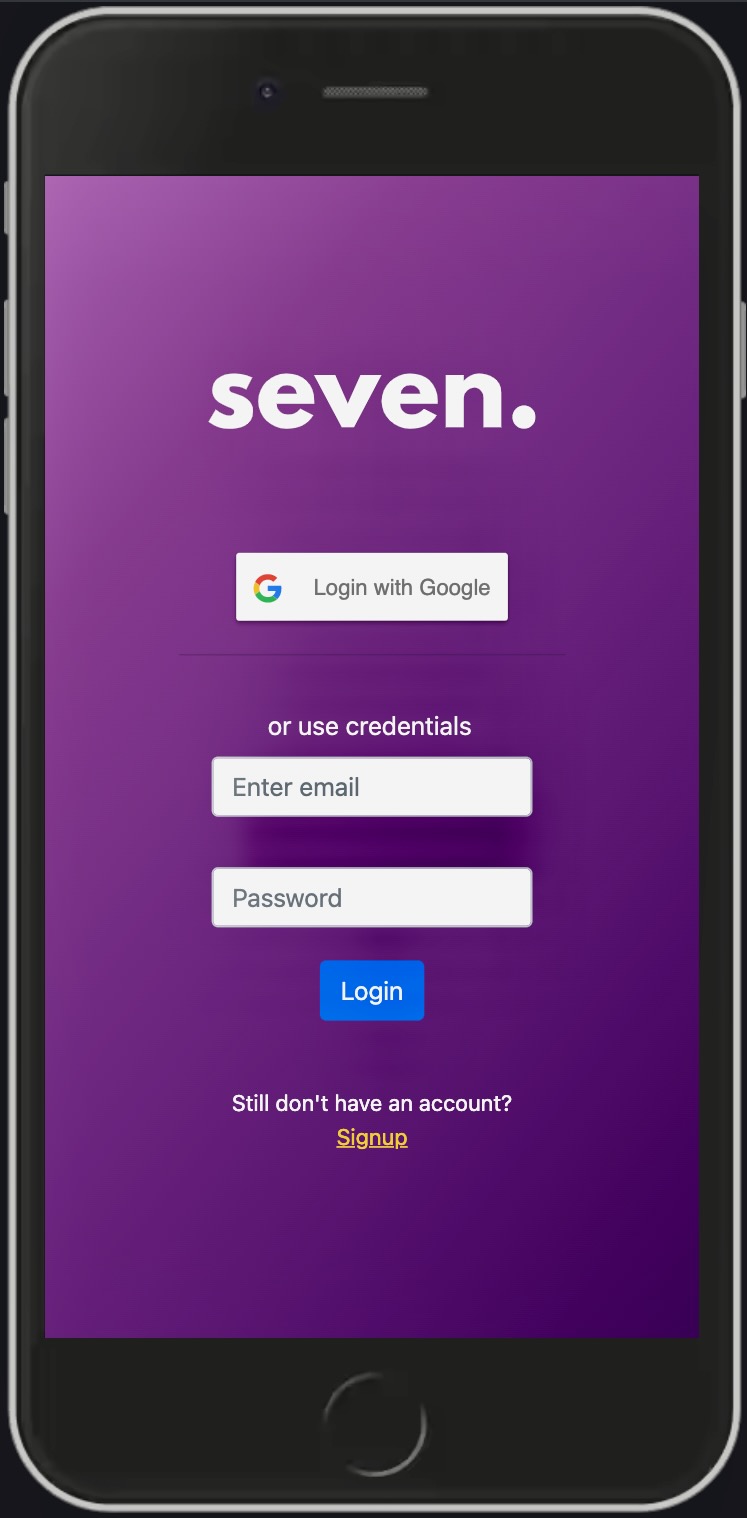 seven.
Login with Google
or use credentials
Enter email
Password
Login
Still don't have an account?
Signup